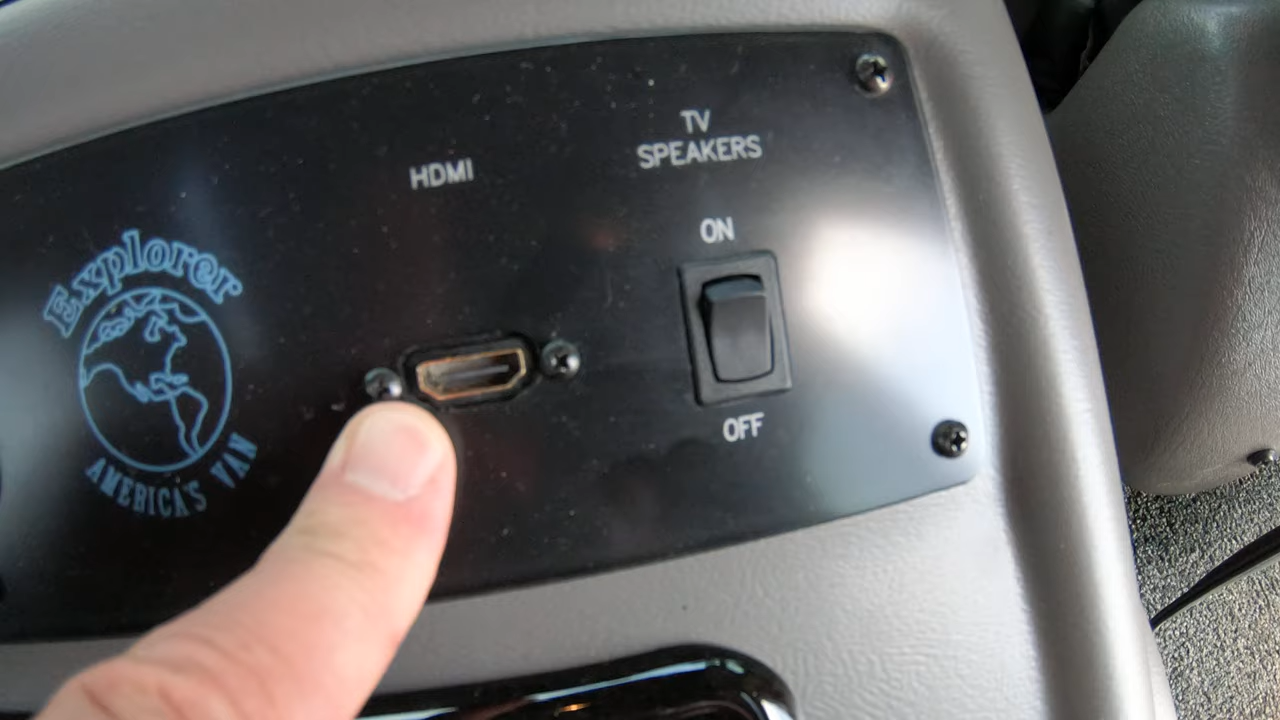 HDMI
TV
SPEAKERS
ON
OFF
Explorer
AMERICA'S VAN